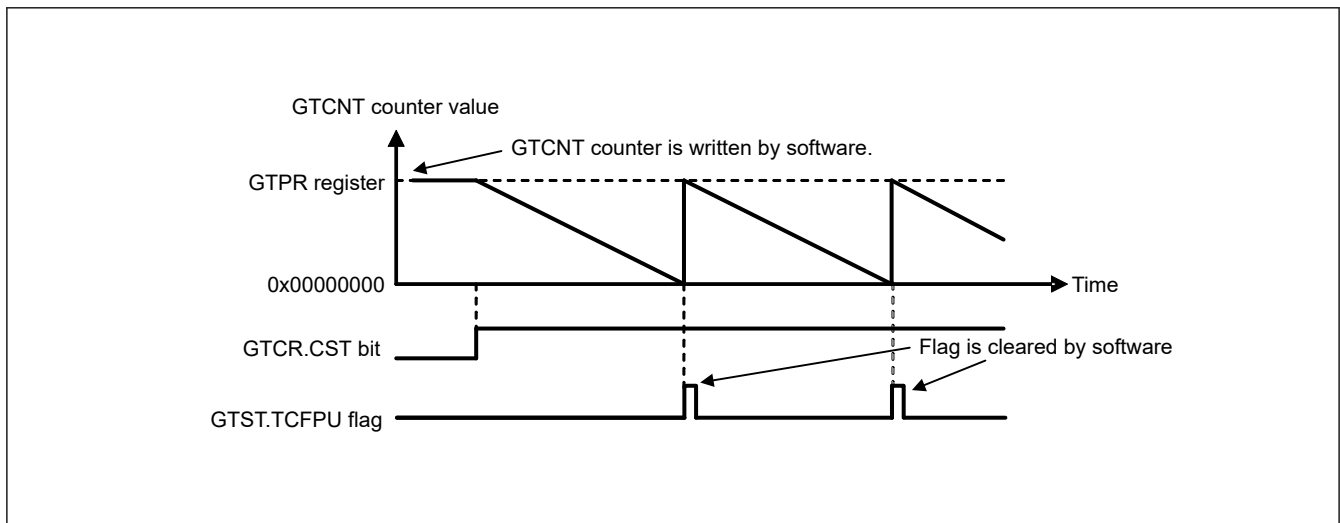 GTCNT counter value
GTCNT counter is written by software.
GTPR register
0x00000000
Time
GTCR.CST bit
Flag is cleared by software
GTST.TCFPU flag